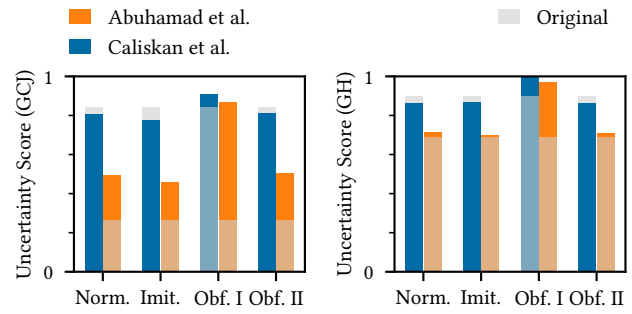 Abuhamad et al.
Caliskan et al.
Original
Uncertainty Score (GCJ)
1
0
Norm. Imit. Obf. I Obf. II
Uncertainty Score (GH)
1
0
Norm. Imit. Obf. I Obf. II